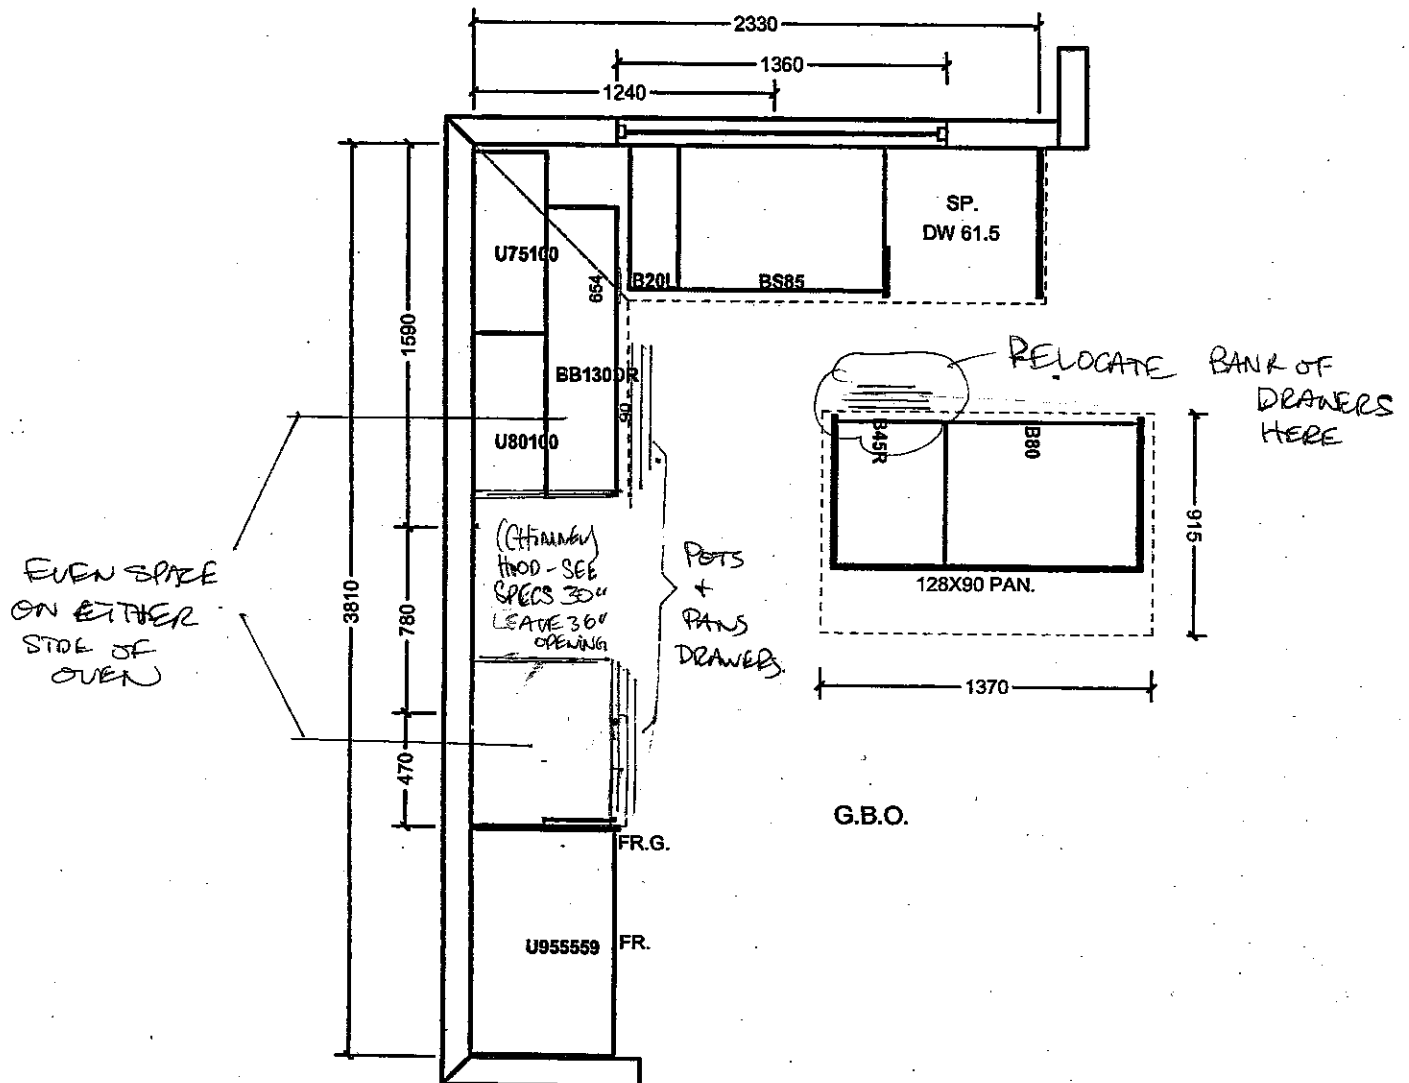 2330
1360
1240
SP.
DW 61.5
U75100
654
B20L
BS85
1590
BB130DR
90
U80100
RELOCATE BANK OF
DRAWERS
HERE
B45R
B80
915
128X90 PAN.
1370
EVEN SPACE
ON EITHER
SIDE OF
OVEN
3810
780
(CHIMNEY
HOOD - SEE
SPECS 30"
LEAVE 36"
OPENING
POTS
+
PANS
DRAWERS.
470
G.B.O.
FR.G.
U955559
FR.